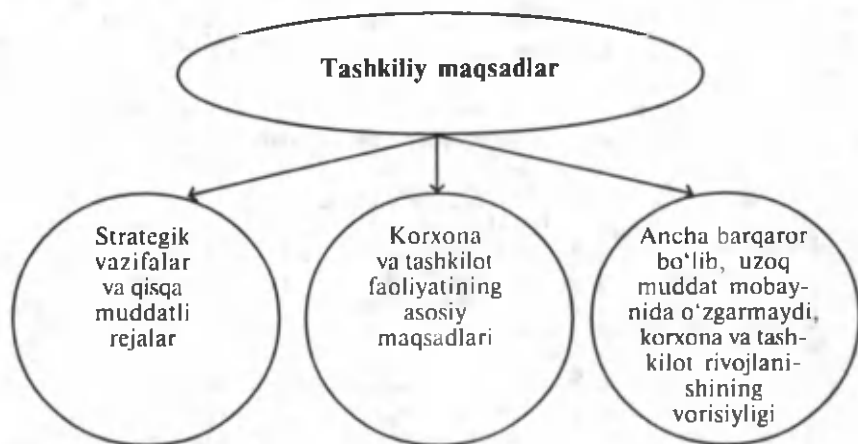 Tashkiliy maqsadlar
Strategik
vazifalar
va qisqa
muddatli
rejalar
Korxona
va tashkilot
faoliyatining
asosiy
maqsadlari
Ancha barqaror
bo‘lib, uzoq
muddat mobay-
nida o‘zgarmaydi,
korxona va tash-
kilot rivojlani-
shining
vorisiyligi